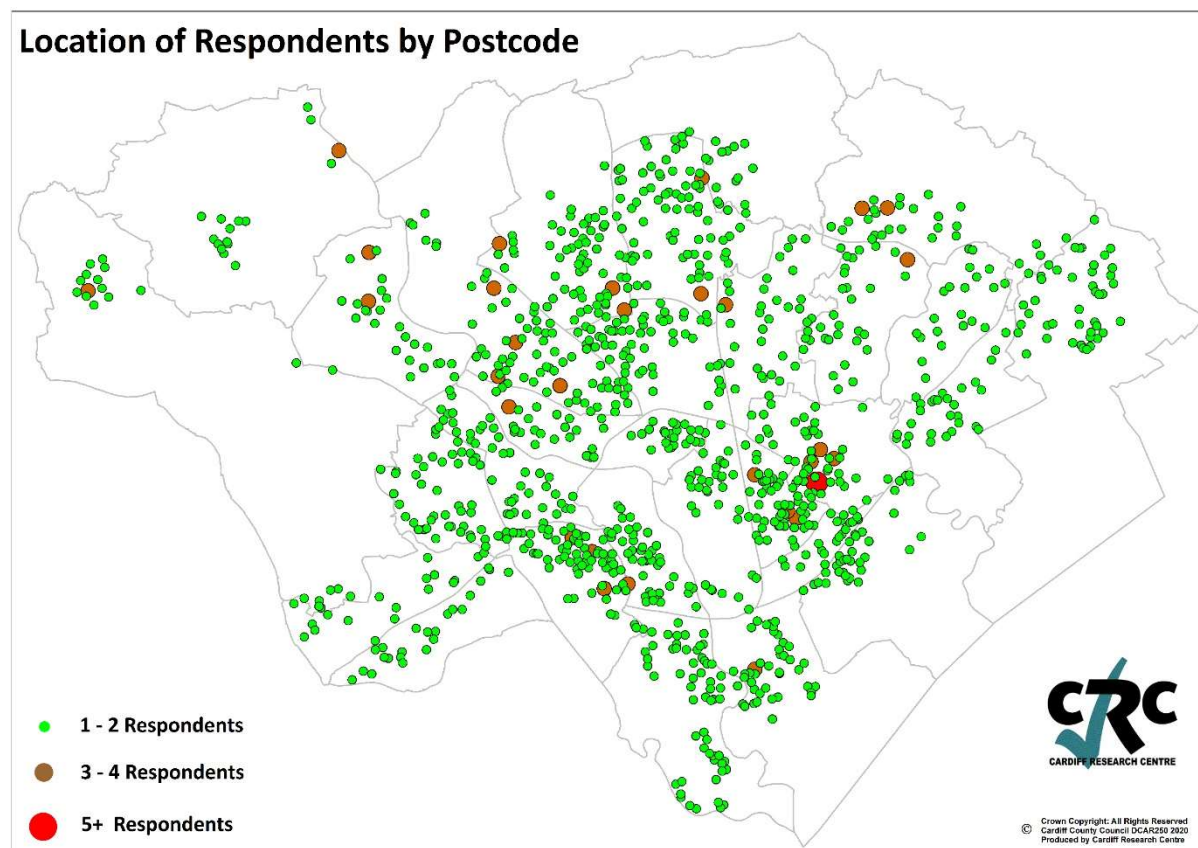 Location of Respondents by Postcode
1 - 2 Respondents
3 - 4 Respondents
5+ Respondents
CRC
CARDIFF RESEARCH CENTRE
© Crown Copyright: All Rights Reserved
Cardiff County Council DCAR250 2020
Produced by Cardiff Research Centre